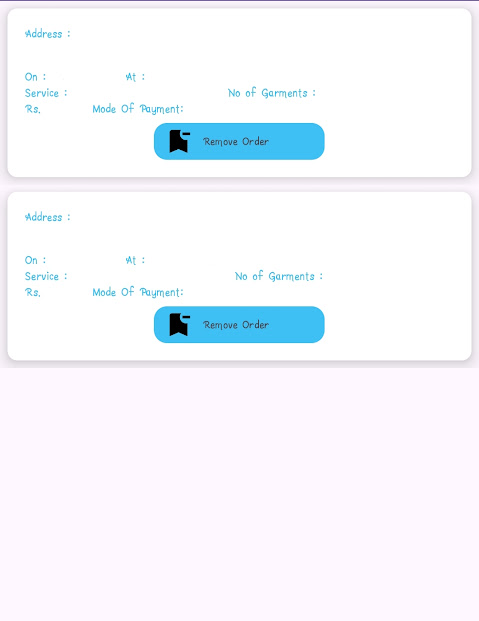 Address :
On : At :
Service : No of Garments :
Rs. Mode Of Payment:
Remove Order
Address :
On : At :
Service : No of Garments :
Rs. Mode Of Payment:
Remove Order